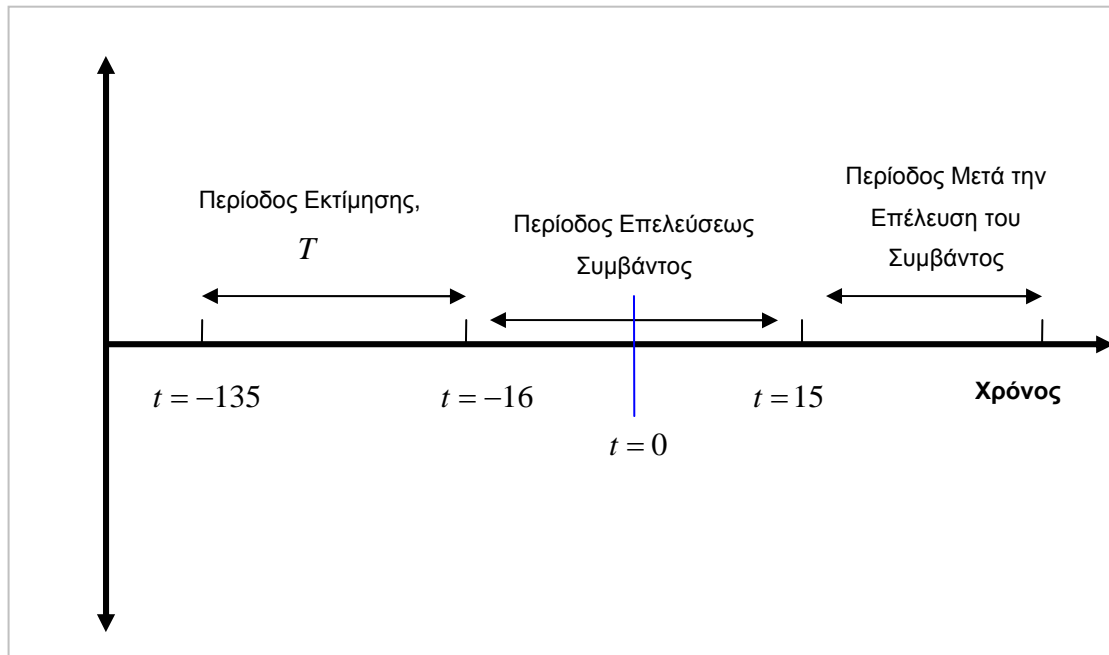 Περίοδος Εκτίμησης,
T
Περίοδος Επελεύσεως
Συμβάντος
Περίοδος Μετά την
Επέλευση του
Συμβάντος
t = −135
t = −16
t = 0
t = 15
Χρόνος